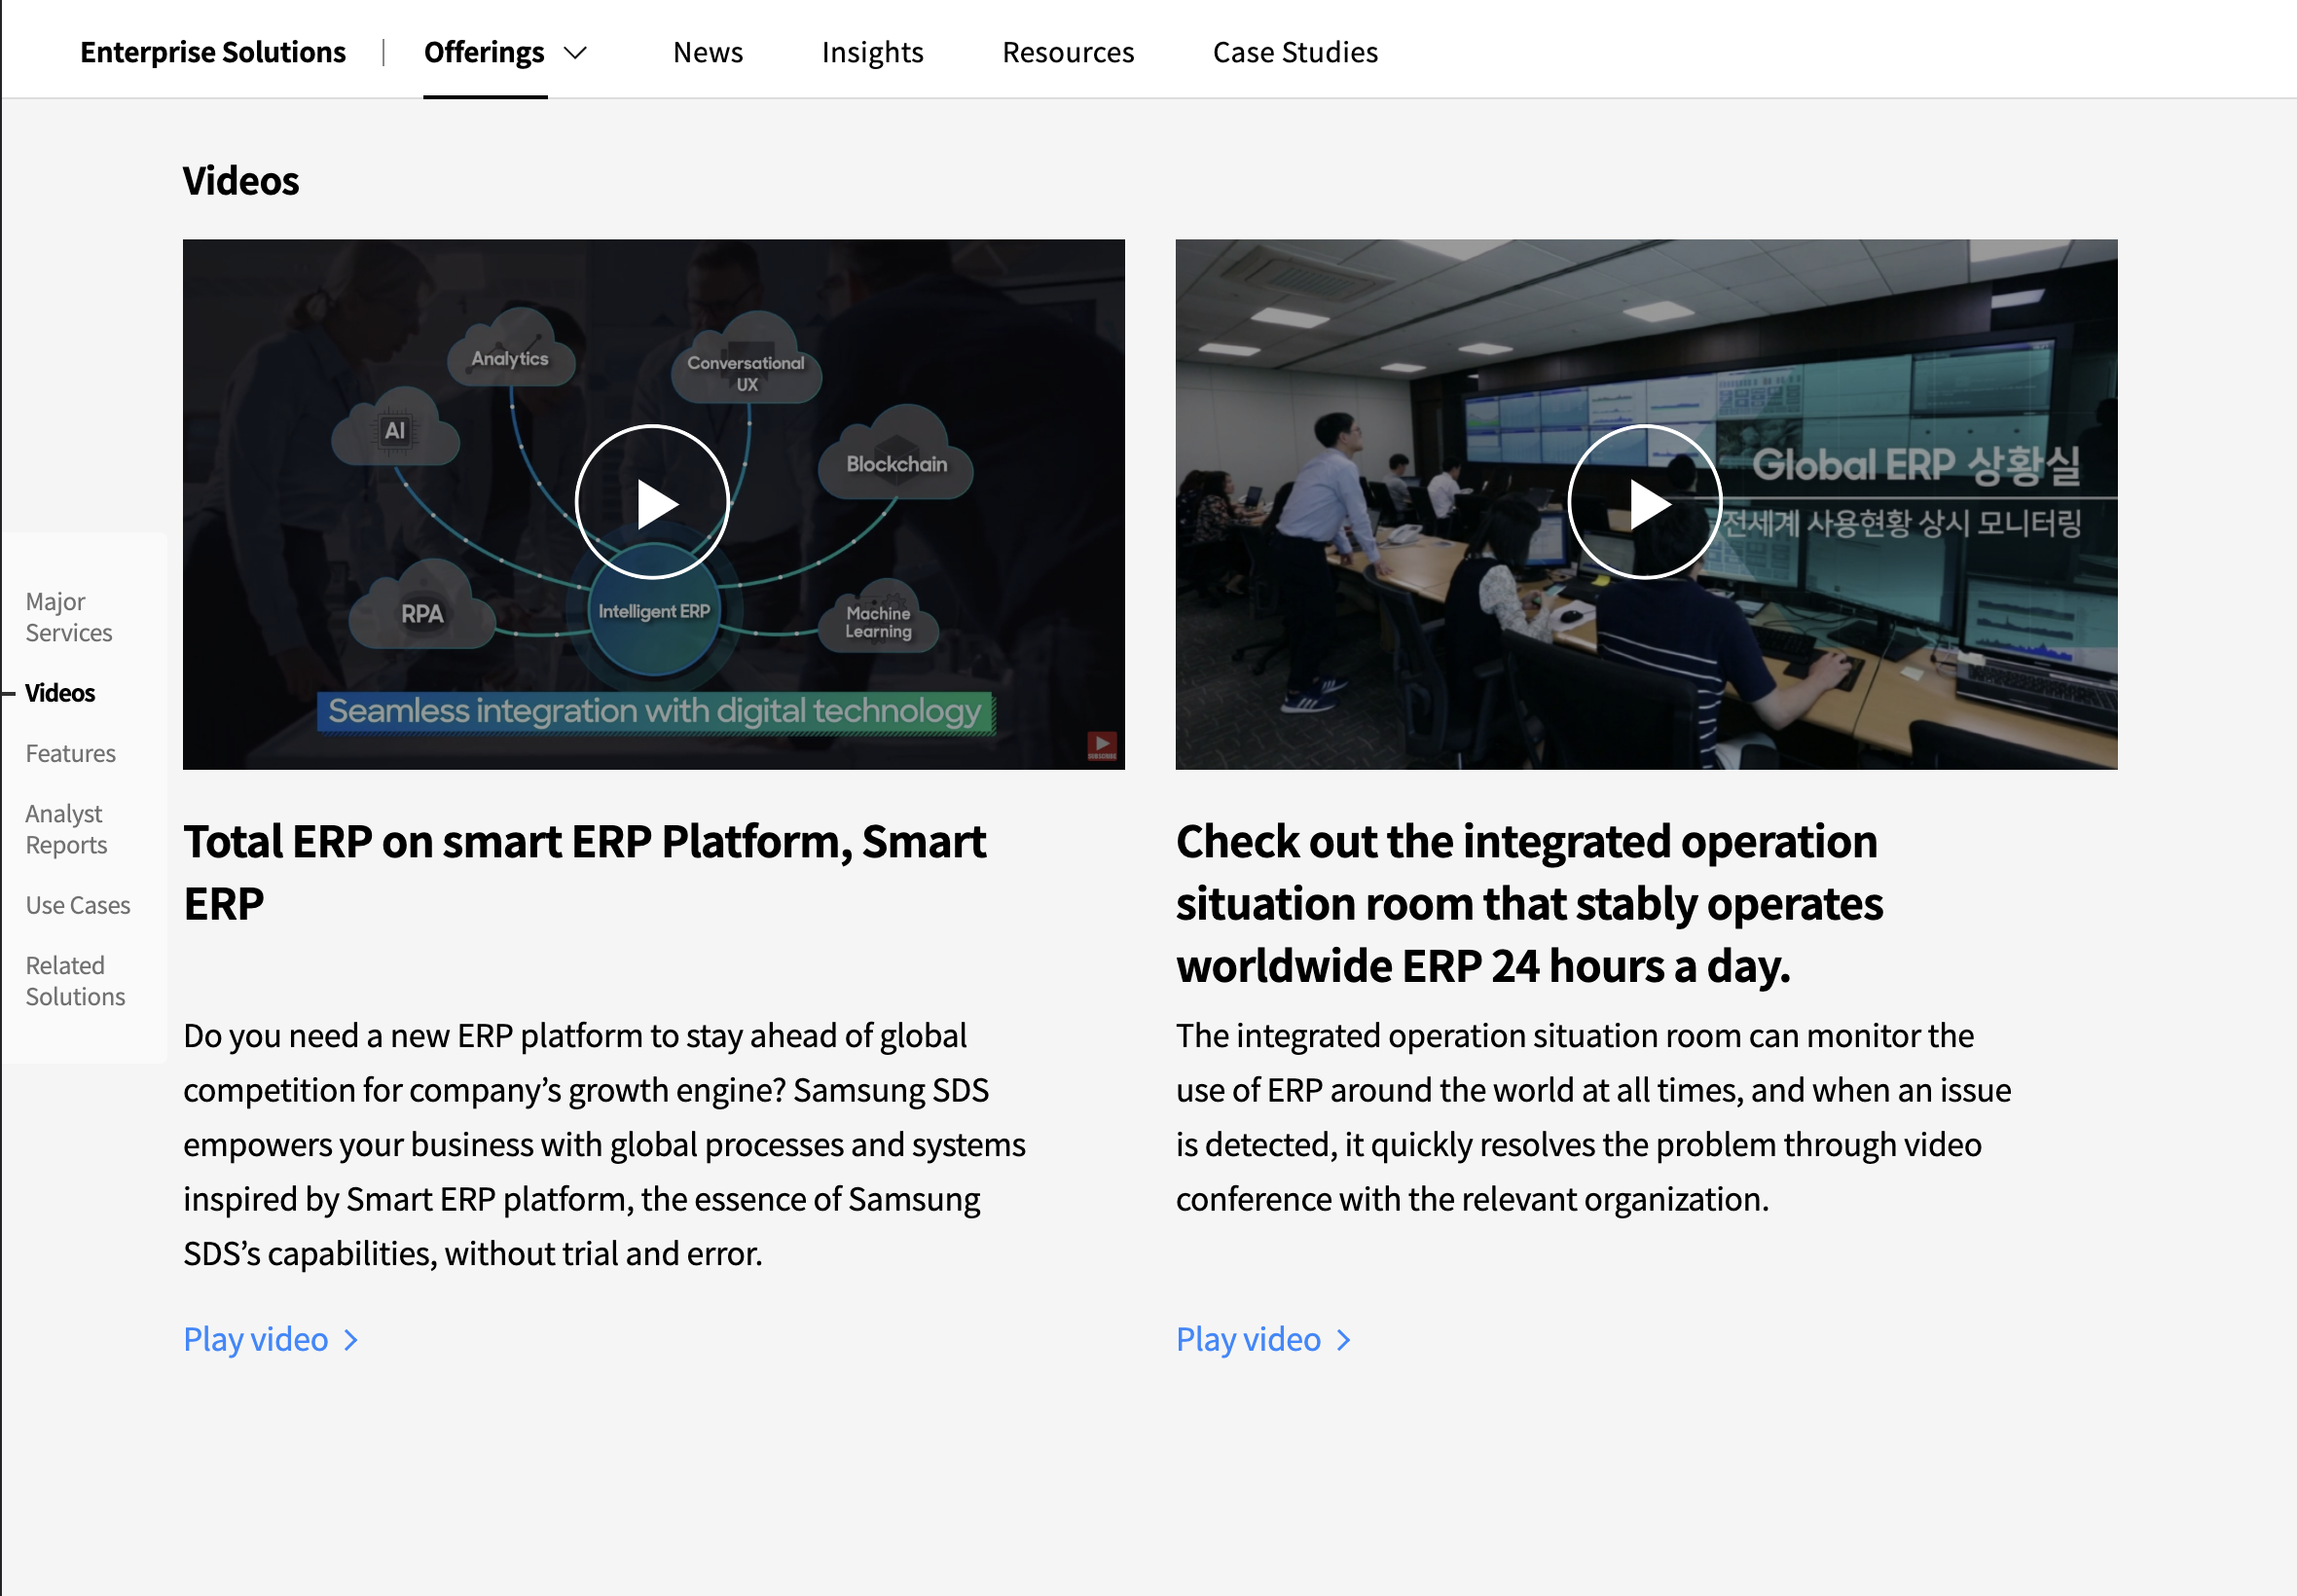 Enterprise Solutions | Offerings News Insights Resources Case Studies
Videos
Analytics
Conversational
UX
AI
Blockchain
RPA
Intelligent ERP
Machine
Learning
Seamless integration with digital technology
SUBSCRIBE
Global ERP 상황실
전세계 사용현황 상시 모니터링
Major
Services
Videos
Features
Analyst
Reports
Use Cases
Related
Solutions
Total ERP on smart ERP Platform, Smart
ERP
Do you need a new ERP platform to stay ahead of global
competition for company’s growth engine? Samsung SDS
empowers your business with global processes and systems
inspired by Smart ERP platform, the essence of Samsung
SDS’s capabilities, without trial and error.
Play video
Check out the integrated operation
situation room that stably operates
worldwide ERP 24 hours a day.
The integrated operation situation room can monitor the
use of ERP around the world at all times, and when an issue
is detected, it quickly resolves the problem through video
conference with the relevant organization.
Play video